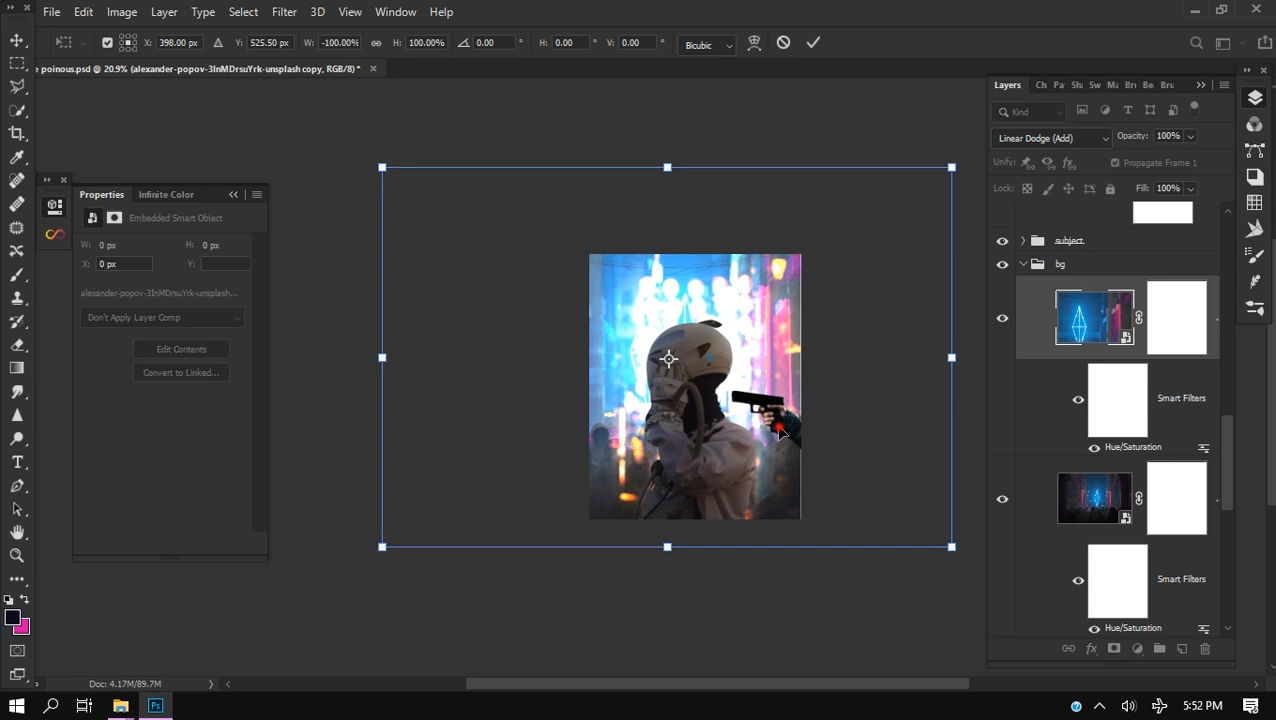 File Edit Image Layer Type Select Filter 3D View Window Help
X: 398.00 px Y: 525.50 px W: -100.00% H: 100.00% 0.00 ° H: 0.00 ° V: 0.00 ° Bicubic
e poinous.psd @ 20.9% (alexander-popov-3InMDrsuYrk-unsplash copy, RGB/8) *
Properties Infinite Color
Embedded Smart Object
W: 0 px H: 0 px
X: 0 px Y:
alexander-popov-3InMDrsuYrk-unsplash...
Don't Apply Layer Comp
Edit Contents
Convert to Linked...
Layers Ch Pa Sw Bri Be Bru
Kind
Linear Dodge (Add) Opacity: 100%
Unify: Propagate Frame 1
Lock: Fill: 100%
subject
bg
Smart Filters
Hue/Saturation
Smart Filters
Hue/Saturation
Doc: 4.17M/89.7M
Ps 5:52 PM